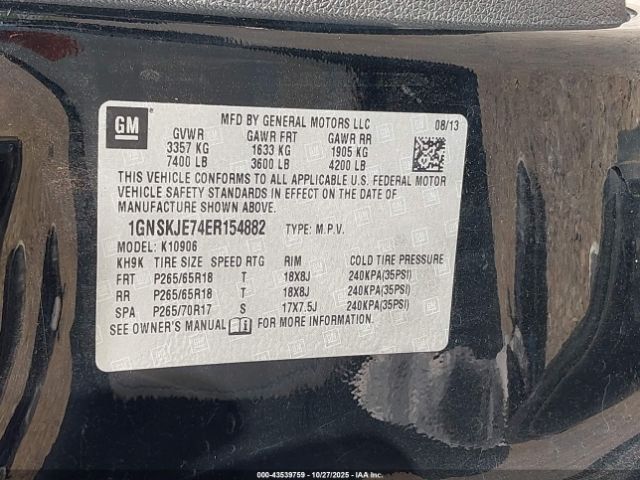 GM
MFD BY GENERAL MOTORS LLC 08/13
GVWR GAWR FRT GAWR RR
3357 KG 1633 KG 1905 KG
7400 LB 3600 LB 4200 LB
THIS VEHICLE CONFORMS TO ALL APPLICABLE U.S. FEDERAL MOTOR
VEHICLE SAFETY STANDARDS IN EFFECT ON THE DATE OF
MANUFACTURE SHOWN ABOVE.
1GNSKJE74ER154882 TYPE: M.P.V.
MODEL: K10906
KH9K TIRE SIZE SPEED RTG RIM COLD TIRE PRESSURE
FRT P265/65R18 T 18X8J 240KPA(35PSI)
RR P265/65R18 T 18X8J 240KPA(35PSI)
SPA P265/70R17 S 17X7.5J 240KPA(35PSI)
SEE OWNER'S MANUAL FOR MORE INFORMATION.
000-43539759 | 10/27/2025 | IAAI.COM